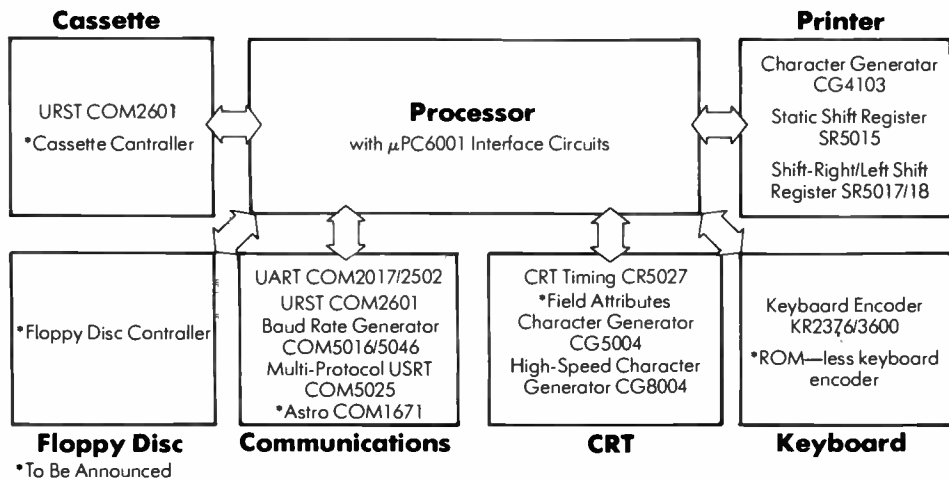 Cassette
URST COM2601
*Cassette Cantraller
Processor
with μPC6001 Interface Circuits
Printer
Character Generatar
CG4103
Static Shift Register
SR5015
Shift-Right/Left Shift
Register SR5017/18
*Floppy Disc Controller
Floppy Disc
*To Be Announced
UART COM2017/2502
URST COM2601
Baud Rate Generator
COM5016/5046
Multi-Protocol USRT
COM5025
*Astro COM1671
Communications
CRT Timing CR5027
*Field Attributes
Character Generator
CG5004
High-Speed Character
Generator CG8004
CRT
Keybaard Encoder
KR2376/3600
*ROM—less keyboard
encoder
Keyboard